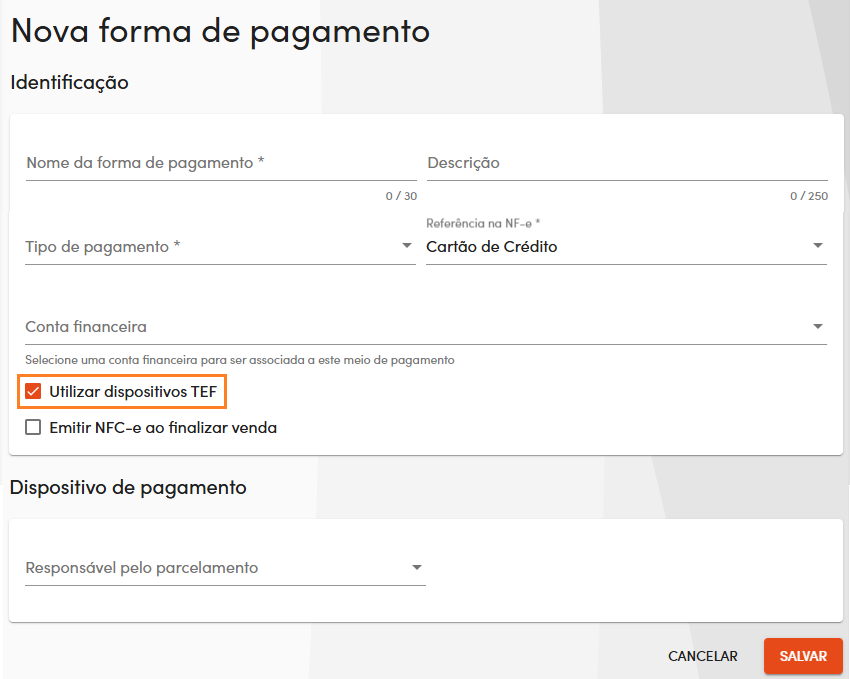 Nova forma de pagamento
Identificação
Nome da forma de pagamento * Descrição
0 / 30 0 / 250
Referência na NF-e *
Tipo de pagamento * Cartão de Crédito
Conta financeira
Selecione uma conta financeira para ser associada a este meio de pagamento
Utilizar dispositivos TEF
Emitir NFC-e ao finalizar venda
Dispositivo de pagamento
Responsável pelo parcelamento
CANCELAR SALVAR